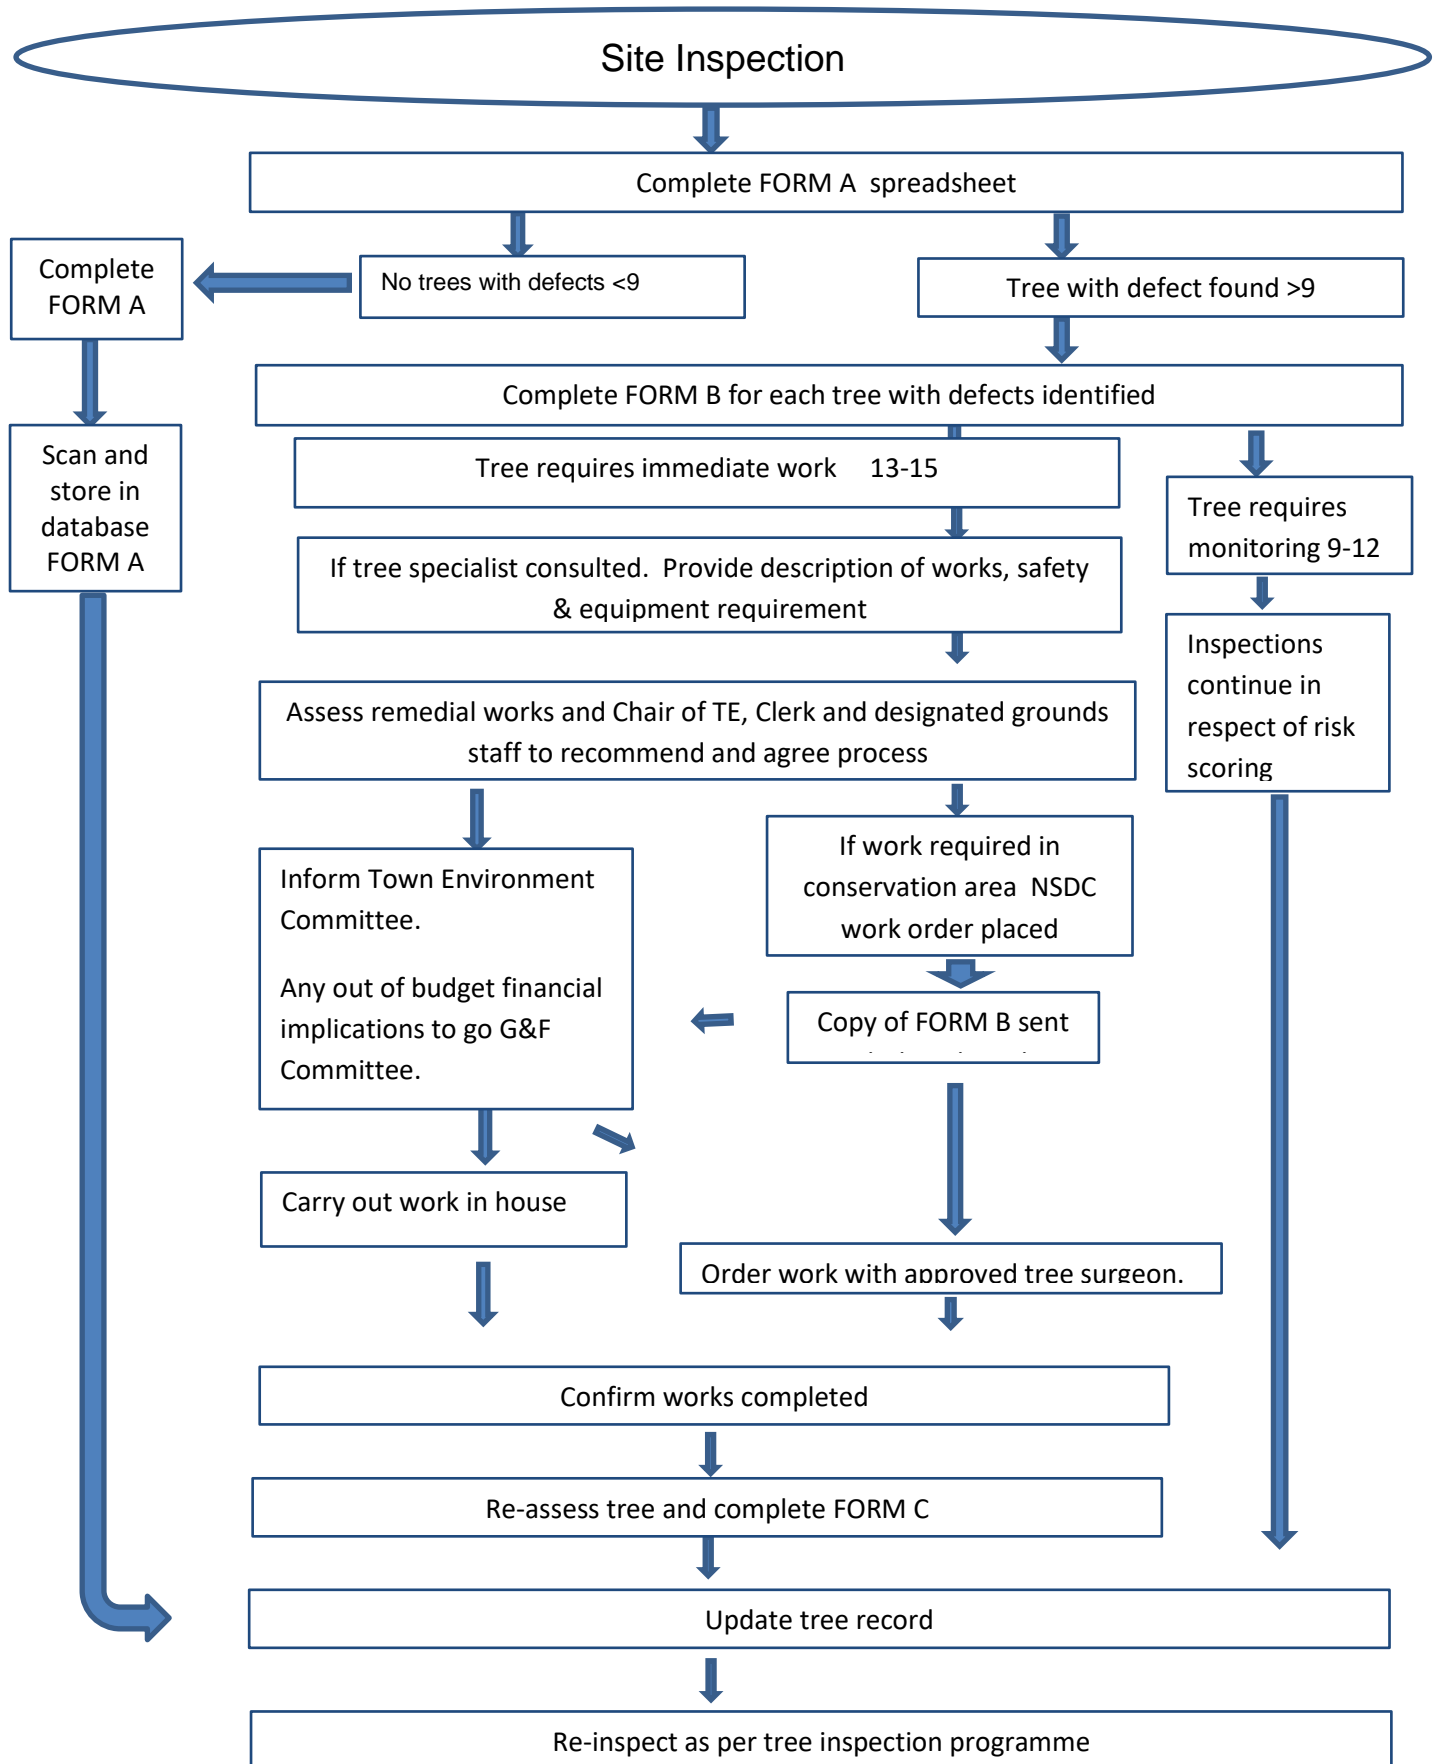 Site Inspection
Complete FORM A spreadsheet
Complete
FORM A
No trees with defects <9
Tree with defect found >9
Complete FORM B for each tree with defects identified
Scan and
store in
database
FORM A
Tree requires immediate work 13-15
Tree requires
monitoring 9-12
If tree specialist consulted. Provide description of works, safety
& equipment requirement
Inspections
continue in
respect of risk
scoring
Assess remedial works and Chair of TE, Clerk and designated grounds
staff to recommend and agree process
If work required in
conservation area NSDC
work order placed
Inform Town Environment
Committee.
Any out of budget financial
implications to go G&F
Committee.
Copy of FORM B sent
Carry out work in house
Order work with approved tree surgeon.
Confirm works completed
Re-assess tree and complete FORM C
Update tree record
Re-inspect as per tree inspection programme